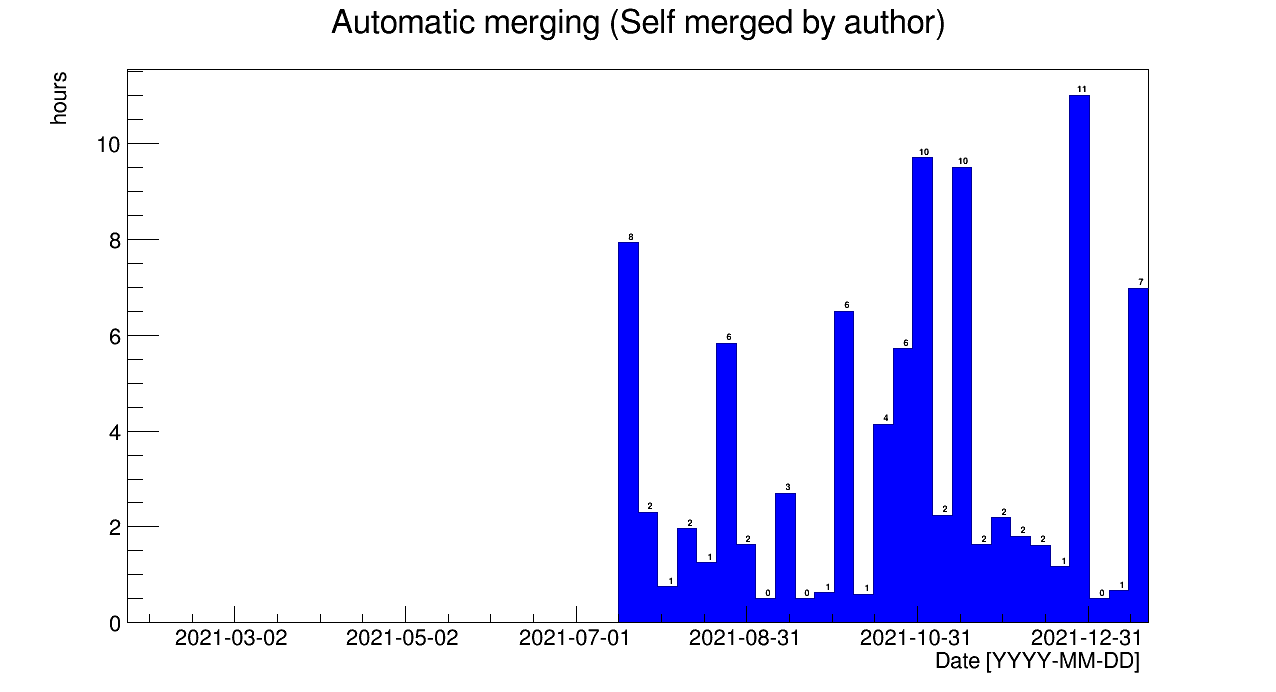 Automatic merging (Self merged by author)
hours
10
8
6
4
2
0
8 2 1 2 1 6 2 0 3 0 1 6 1 4 6 10 2 10 2 2 2 2 1 11 0 1 7
2021-03-02 2021-05-02 2021-07-01 2021-08-31 2021-10-31 2021-12-31
Date [YYYY-MM-DD]